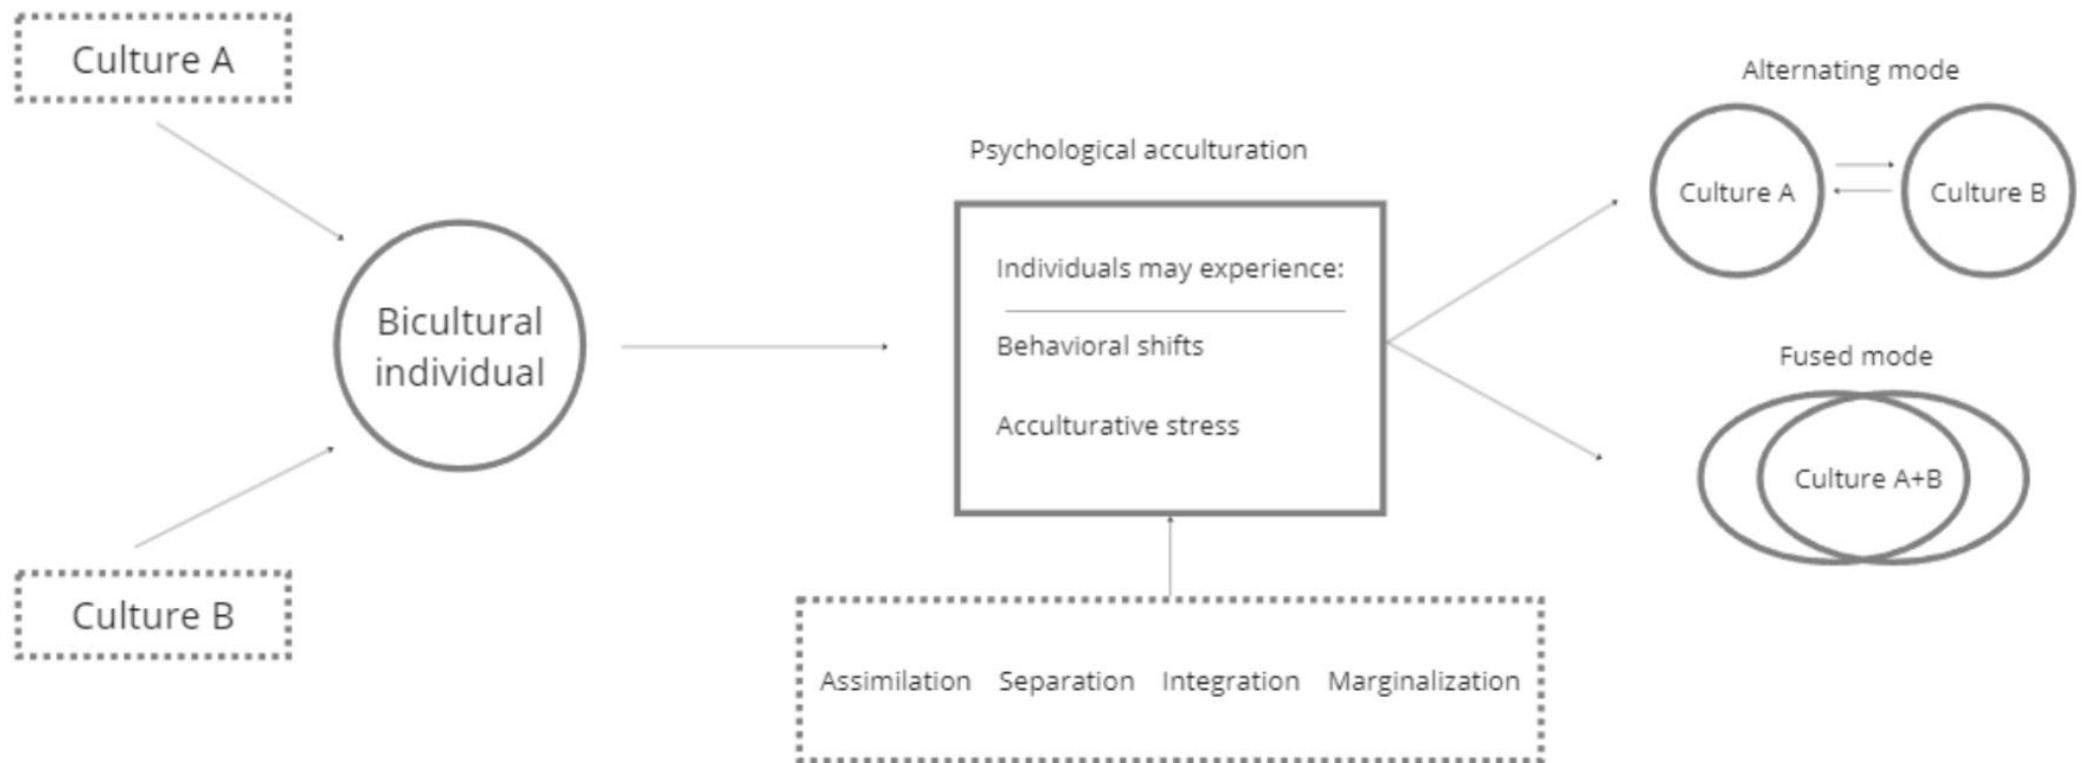 Culture A
Culture B
Bicultural
individual
Psychological acculturation
Individuals may experience:
Behavioral shifts
Acculturative stress
Assimilation Separation Integration Marginalization
Alternating mode
Culture A
Culture B
Fused mode
Culture A+B